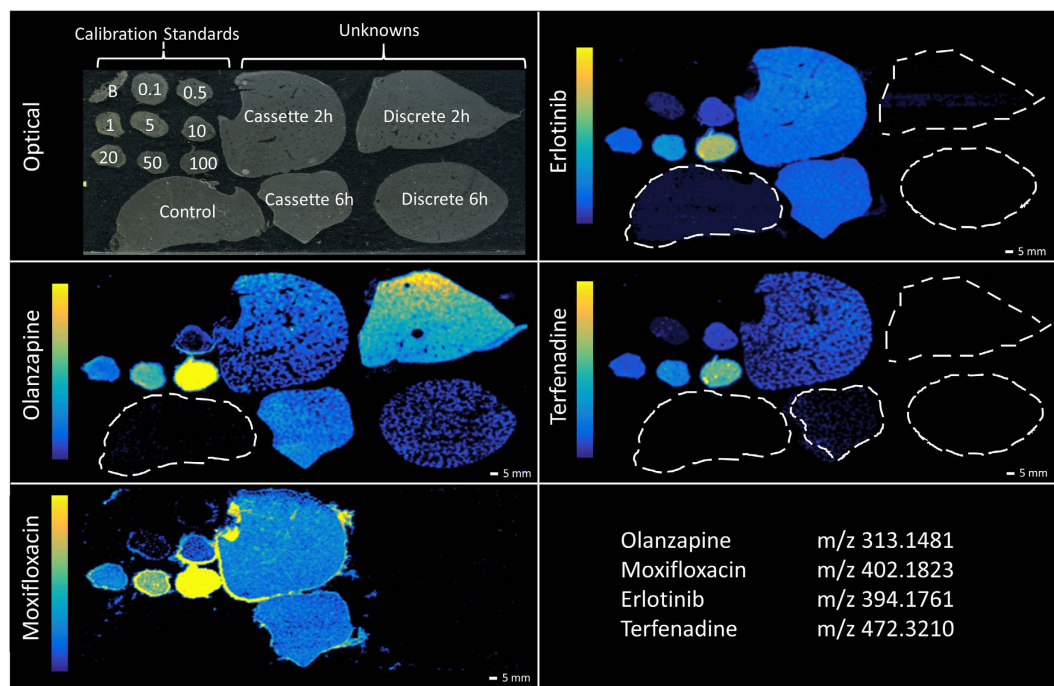 Calibration Standards
Unknowns
Optical
B 0.1 0.5
1 5 10
20 50 100
Cassette 2h
Discrete 2h
Control
Cassette 6h
Discrete 6h
Erlotinib
5 mm
Olanzapine
5 mm
Terfenadine
5 mm
Moxifloxacin
5 mm
Olanzapine m/z 313.1481
Moxifloxacin m/z 402.1823
Erlotinib m/z 394.1761
Terfenadine m/z 472.3210